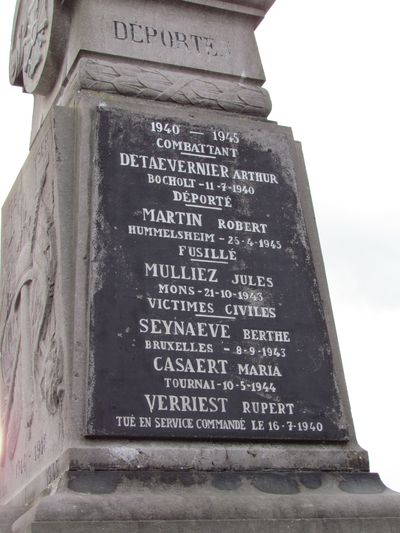 DÉPORTÉ
1940 — 1945
COMBATTANT
DETAEVERNIER ARTHUR
BOCHOLT - 11-7-1940
DÉPORTÉ
MARTIN ROBERT
HUMMELSHEIM - 25-4-1945
FUSILLÉ
MULLIEZ JULES
MONS - 21-10-1943
VICTIMES CIVILES
SEYNAEVE BERTHE
BRUXELLES - 8-9-1943
CASAERT MARIA
TOURNAI - 10-5-1944
VERRIEST RUPERT
TUÉ EN SERVICE COMMANDÉ LE 16-7-1940